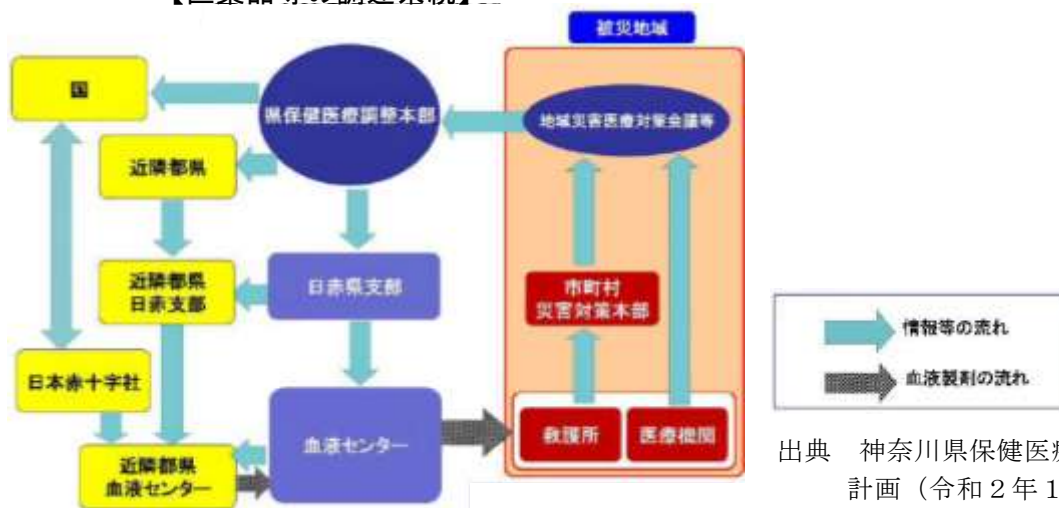 被災地域
国
県保健医療調整本部
地域災害医療対策会議等
近隣都県
近隣都県
日赤支部
日赤県支部
市町村
災害対策本部
日本赤十字社
血液センター
救護所
医療機関
近隣都県
血液センター
情報等の流れ
血液製剤の流れ
出典　神奈川県保健医
計画（令和２年１